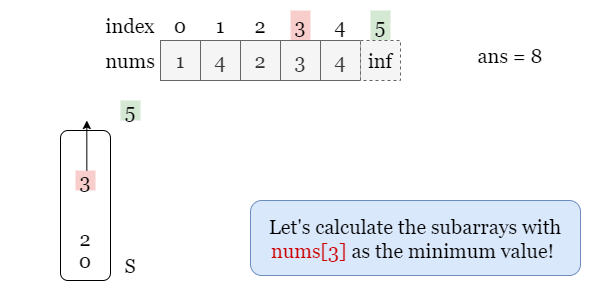 index 0 1 2 3 4 5
nums 1 4 2 3 4 inf
ans = 8
5
3
2
0 S
Let's calculate the subarrays with
nums[3] as the minimum value!